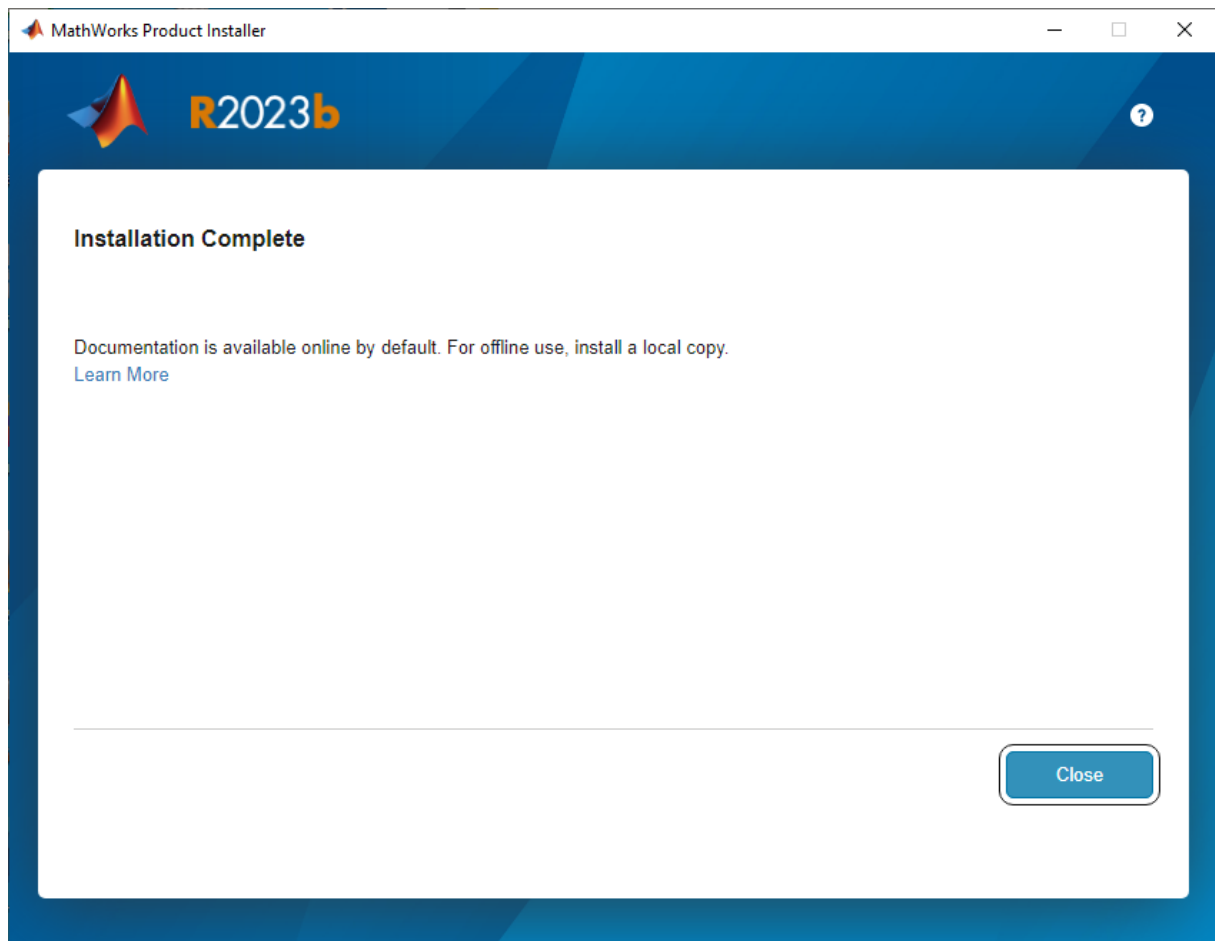 MathWorks Product Installer
R2023b
?
Installation Complete
Documentation is available online by default. For offline use, install a local copy.
Learn More
Close